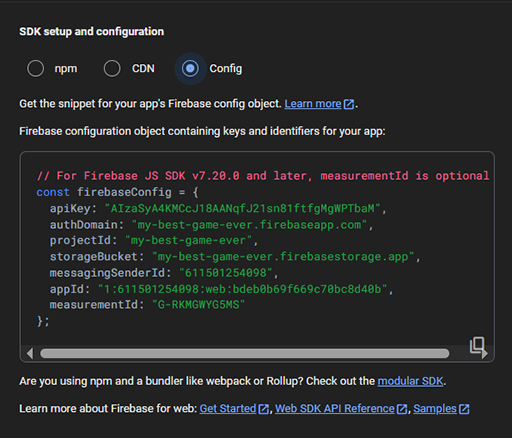 SDK setup and configuration
npm CDN Config
Get the snippet for your app's Firebase config object. Learn more.
Firebase configuration object containing keys and identifiers for your app:
// For Firebase JS SDK v7.20.0 and later, measurementId is optional
const firebaseConfig = {
  apiKey: "AIzaSyA4KMCcJ18AANqfJ21sn81ftfgMgWPTbaM",
  authDomain: "my-best-game-ever.firebaseapp.com",
  projectId: "my-best-game-ever",
  storageBucket: "my-best-game-ever.firebasestorage.app",
  messagingSenderId: "611501254098",
  appId: "1:611501254098:web:bdeb0b69f669c70bc8d40b",
  measurementId: "G-RKMGWYG5MS"
};
Are you using npm and a bundler like webpack or Rollup? Check out the modular SDK.
Learn more about Firebase for web: Get Started, Web SDK API Reference, Samples